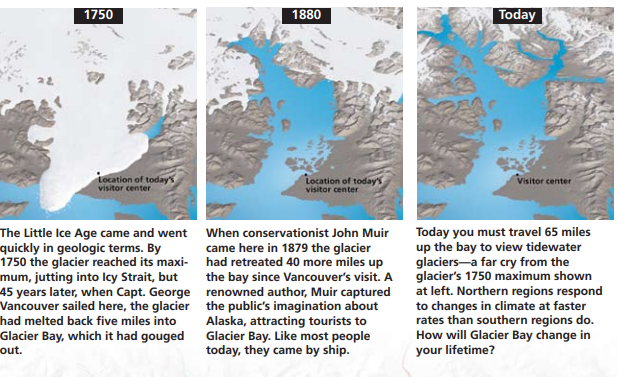 1750
Location of today's
visitor center
The Little Ice Age came and went
quickly in geologic terms. By
1750 the glacier reached its maxi-
mum, jutting into Icy Strait, but
45 years later, when Capt. George
Vancouver sailed here, the glacier
had melted back five miles into
Glacier Bay, which it had gouged
out.
1880
Location of today's
visitor center
When conservationist John Muir
came here in 1879 the glacier
had retreated 40 more miles up
the bay since Vancouver's visit. A
renowned author, Muir captured
the public's imagination about
Alaska, attracting tourists to
Glacier Bay. Like most people
today, they came by ship.
Today
Visitor center
Today you must travel 65 miles
up the bay to view tidewater
glaciers—a far cry from the
glacier's 1750 maximum shown
at left. Northern regions respond
to changes in climate at faster
rates than southern regions do.
How will Glacier Bay change in
your lifetime?